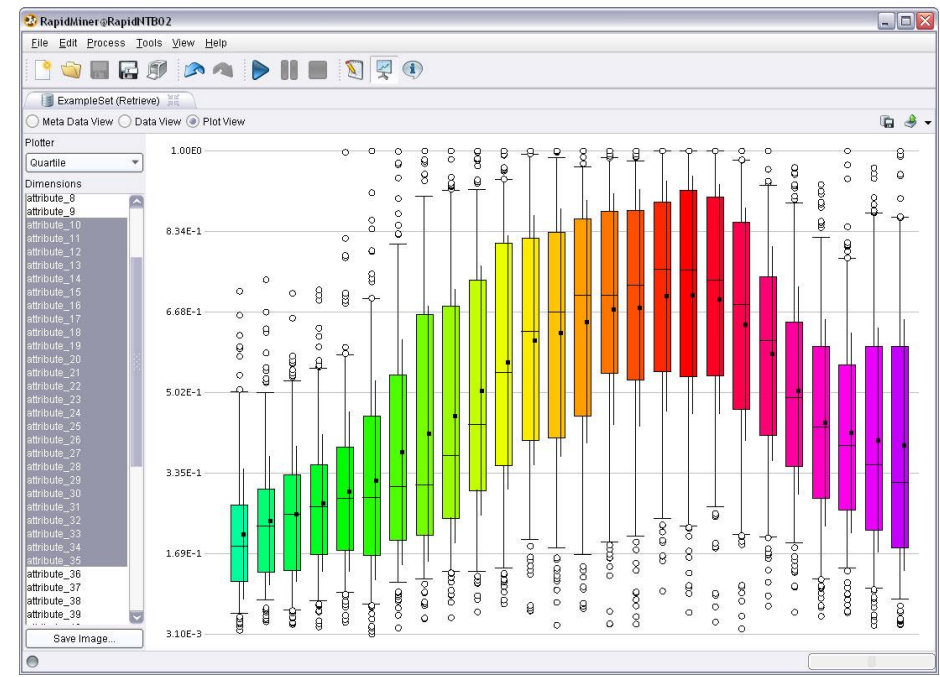 RapidMiner@RapidNTB02
File Edit Process Tools View Help
ExampleSet (Retrieve)
Meta Data View Data View Plot View
Plotter
Quartile
Dimensions
attribute_8
attribute_9
attribute_10
attribute_11
attribute_12
attribute_13
attribute_14
attribute_15
attribute_16
attribute_17
attribute_18
attribute_19
attribute_20
attribute_21
attribute_22
attribute_23
attribute_24
attribute_25
attribute_26
attribute_27
attribute_28
attribute_29
attribute_30
attribute_31
attribute_32
attribute_33
attribute_34
attribute_35
attribute_36
attribute_37
attribute_38
attribute_39
Save Image...
1.00E0
8.34E-1
6.68E-1
5.02E-1
3.35E-1
1.69E-1
3.10E-3